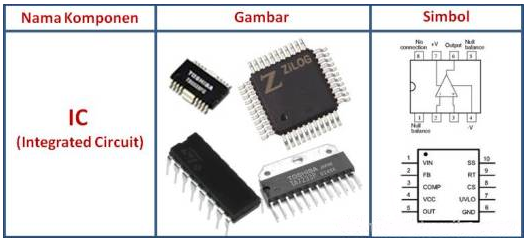 Nama Komponen
Gambar
Simbol
IC
(Integrated Circuit)
TOSHIBA
ZiLOG
TOSHIBA
JAPAN
No
connection
+V
Output
Null
balance
8
7
6
5
1
2
3
4
Null
balance
-V
1 VIN SS 10
2 FB RT 9
3 COMP CS 8
4 VCC UVLO 7
5 OUT GND 6